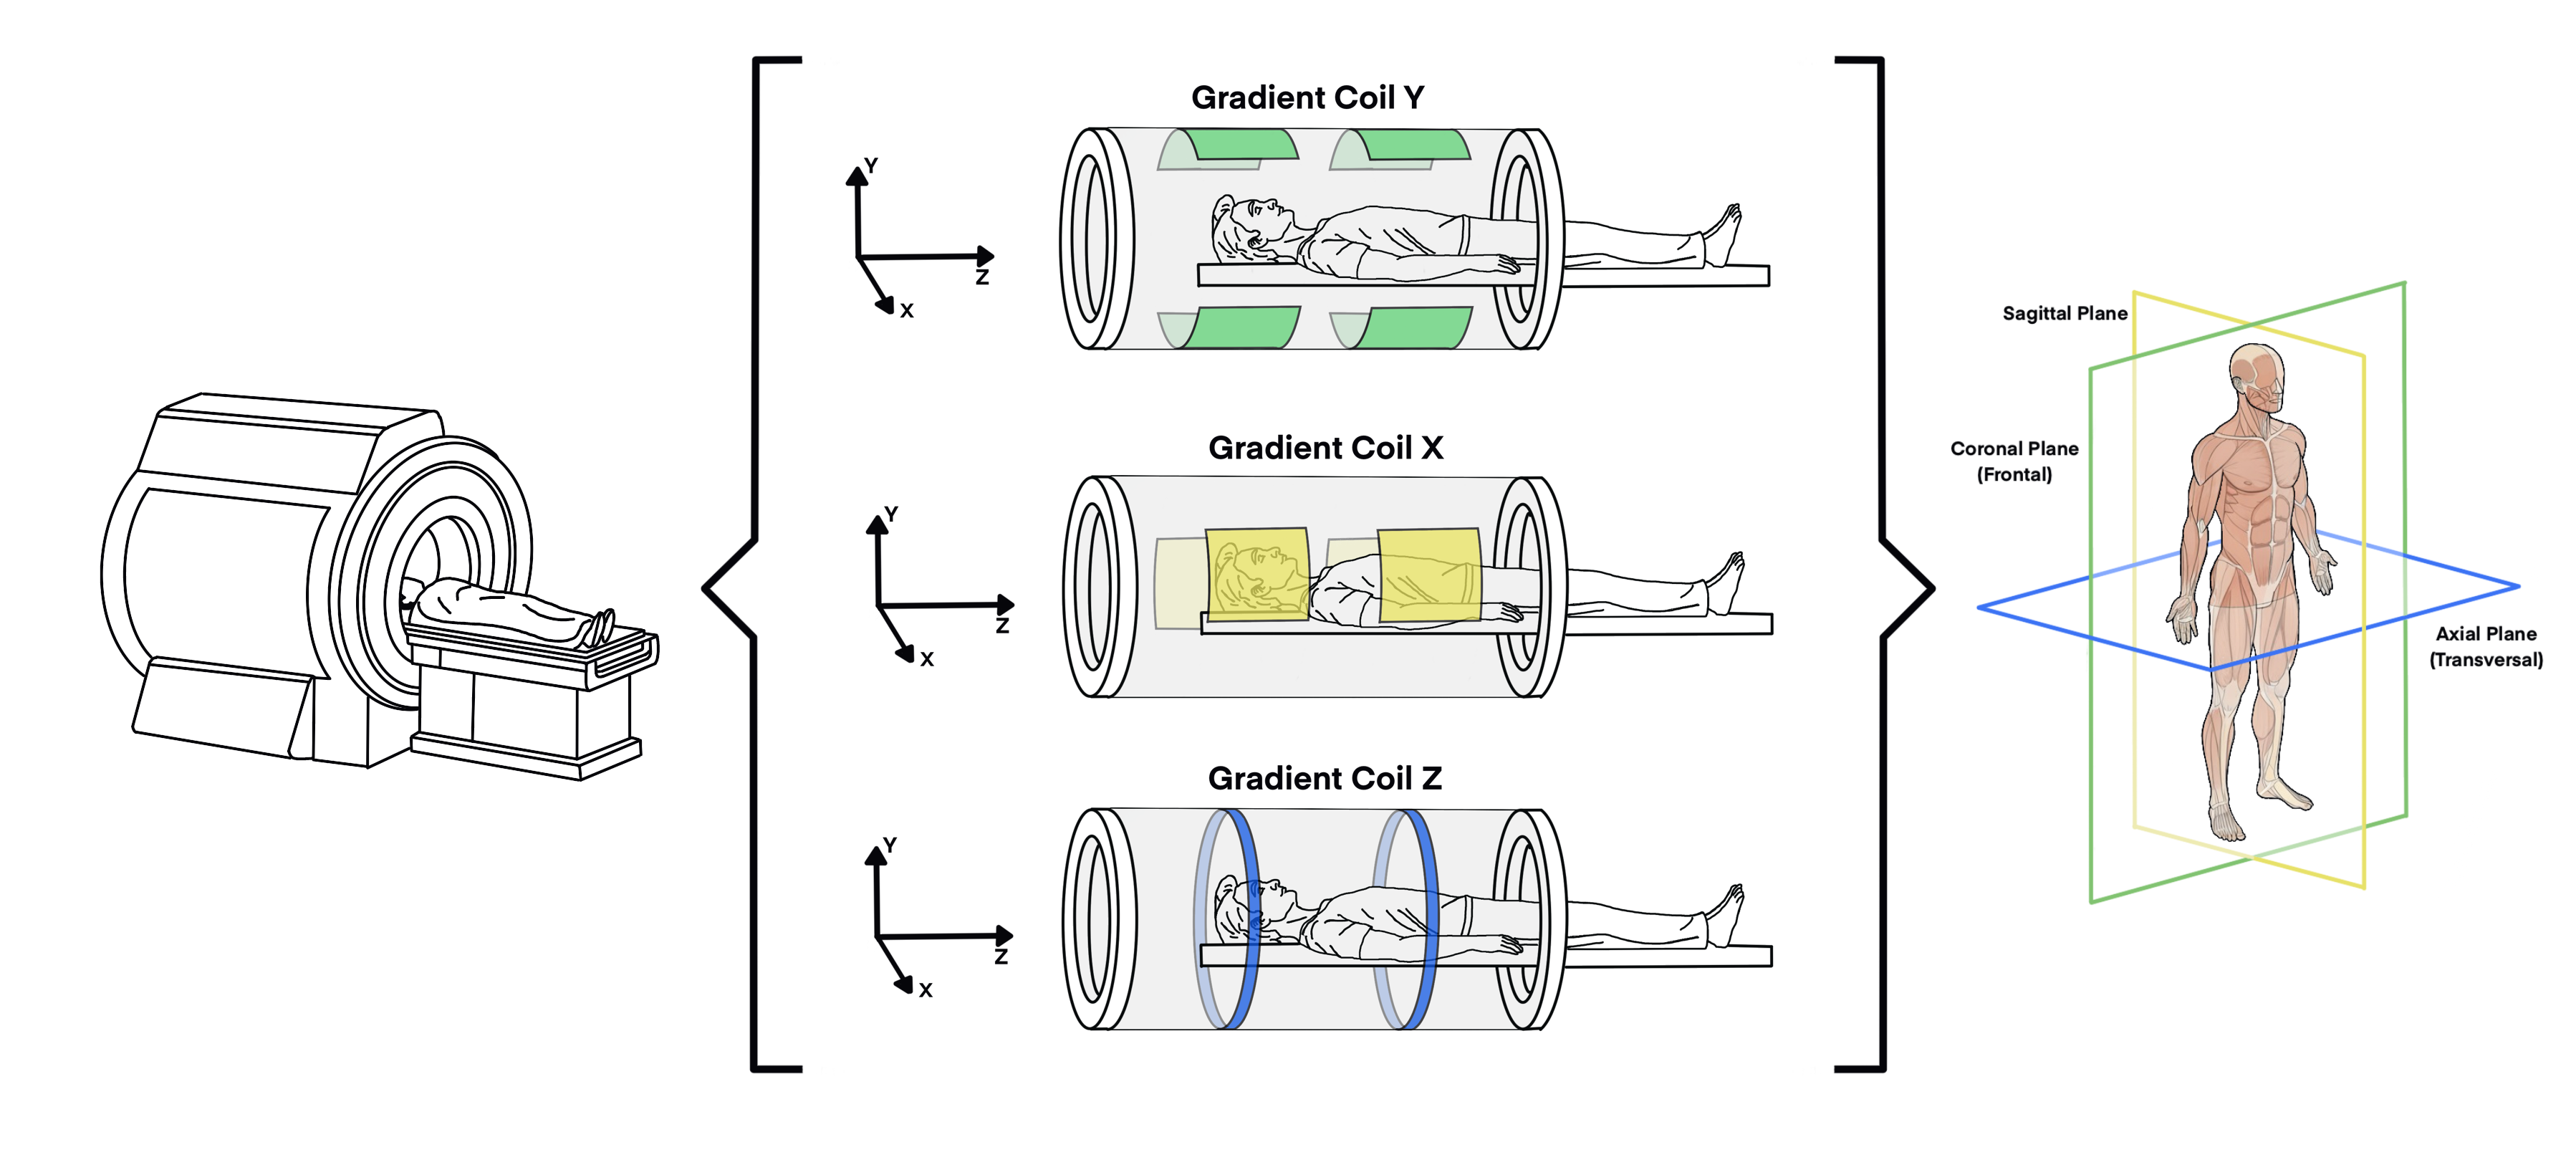 Gradient Coil Y
Y
Z
X
Gradient Coil X
Y
Z
X
Gradient Coil Z
Y
Z
X
Sagittal Plane
Coronal Plane
(Frontal)
Axial Plane
(Transversal)